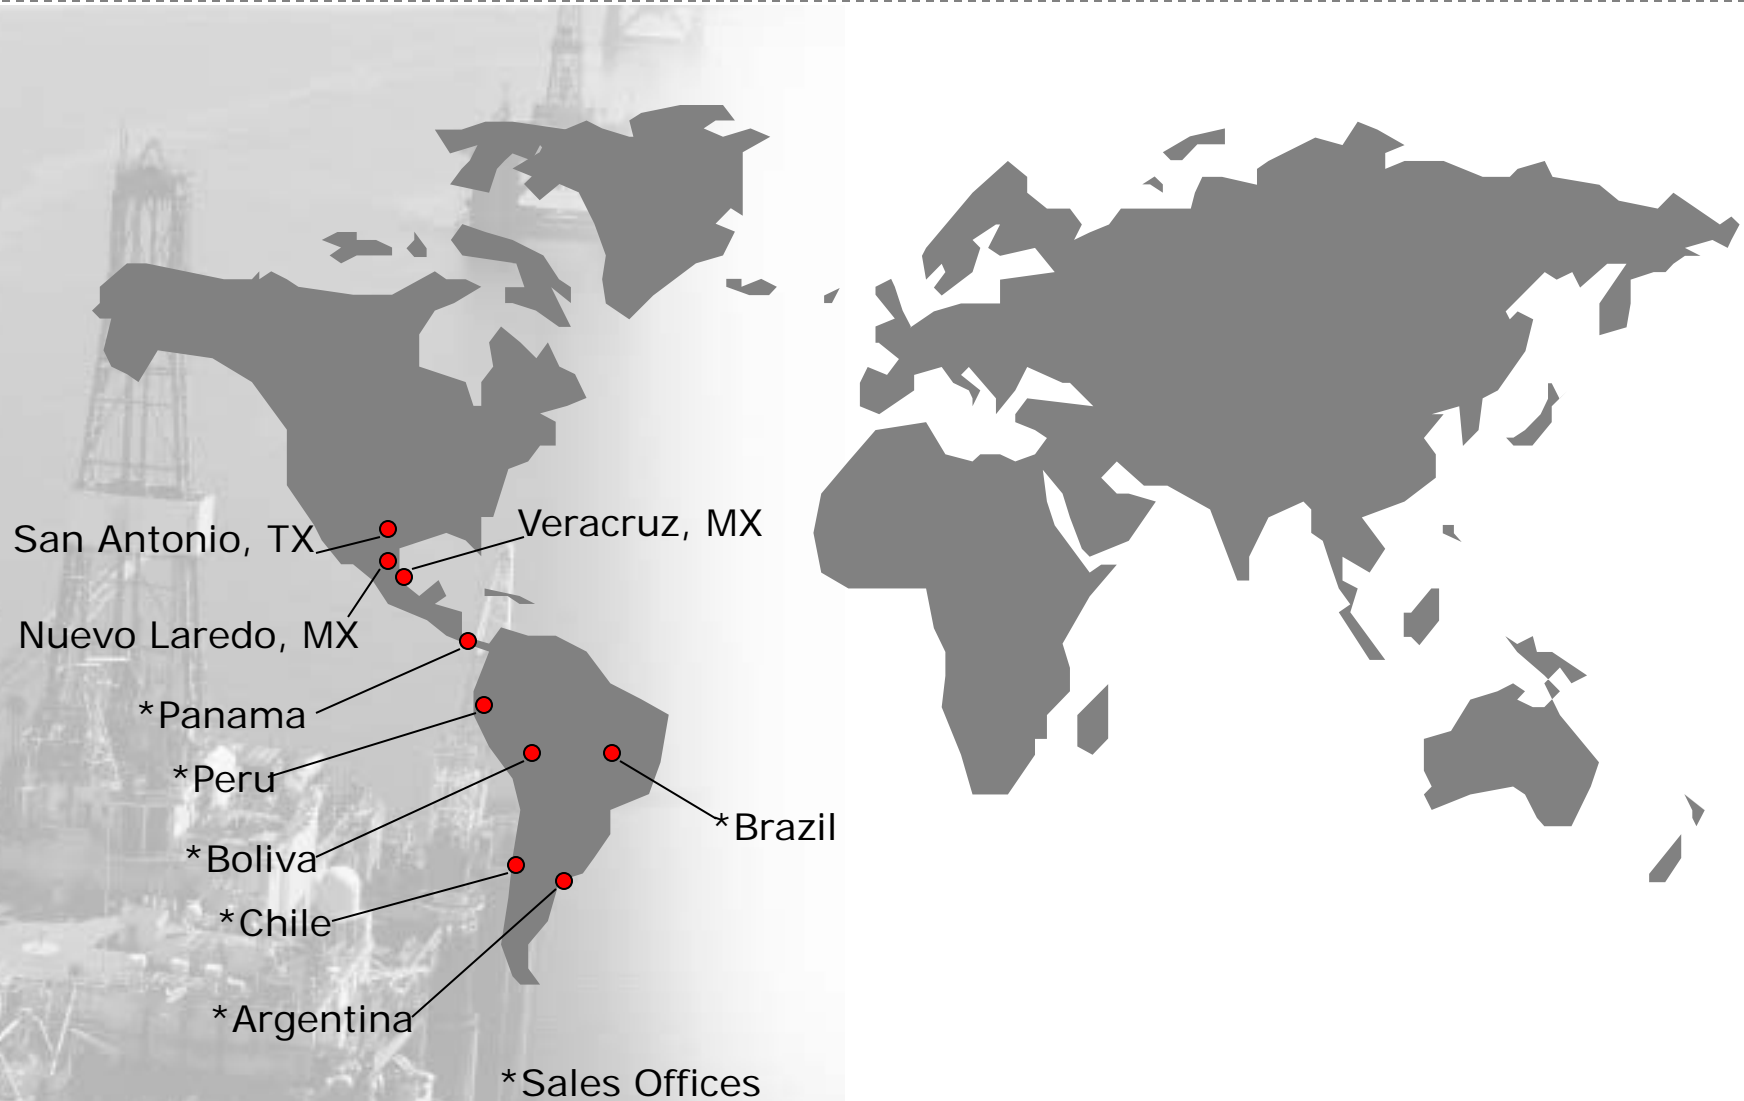 Veracruz, MX
San Antonio, TX
Nuevo Laredo, MX
*Panama
*Peru
*Brazil
*Boliva
*Chile
*Argentina
*Sales Offices